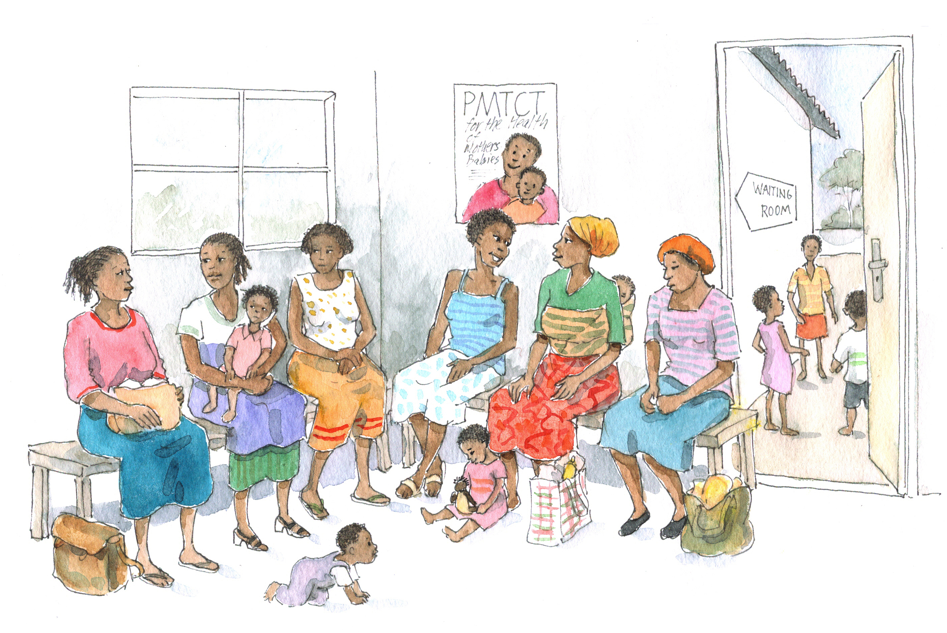 PMTCT
for the Health
of
Mothers
Babies
WAITING
ROOM